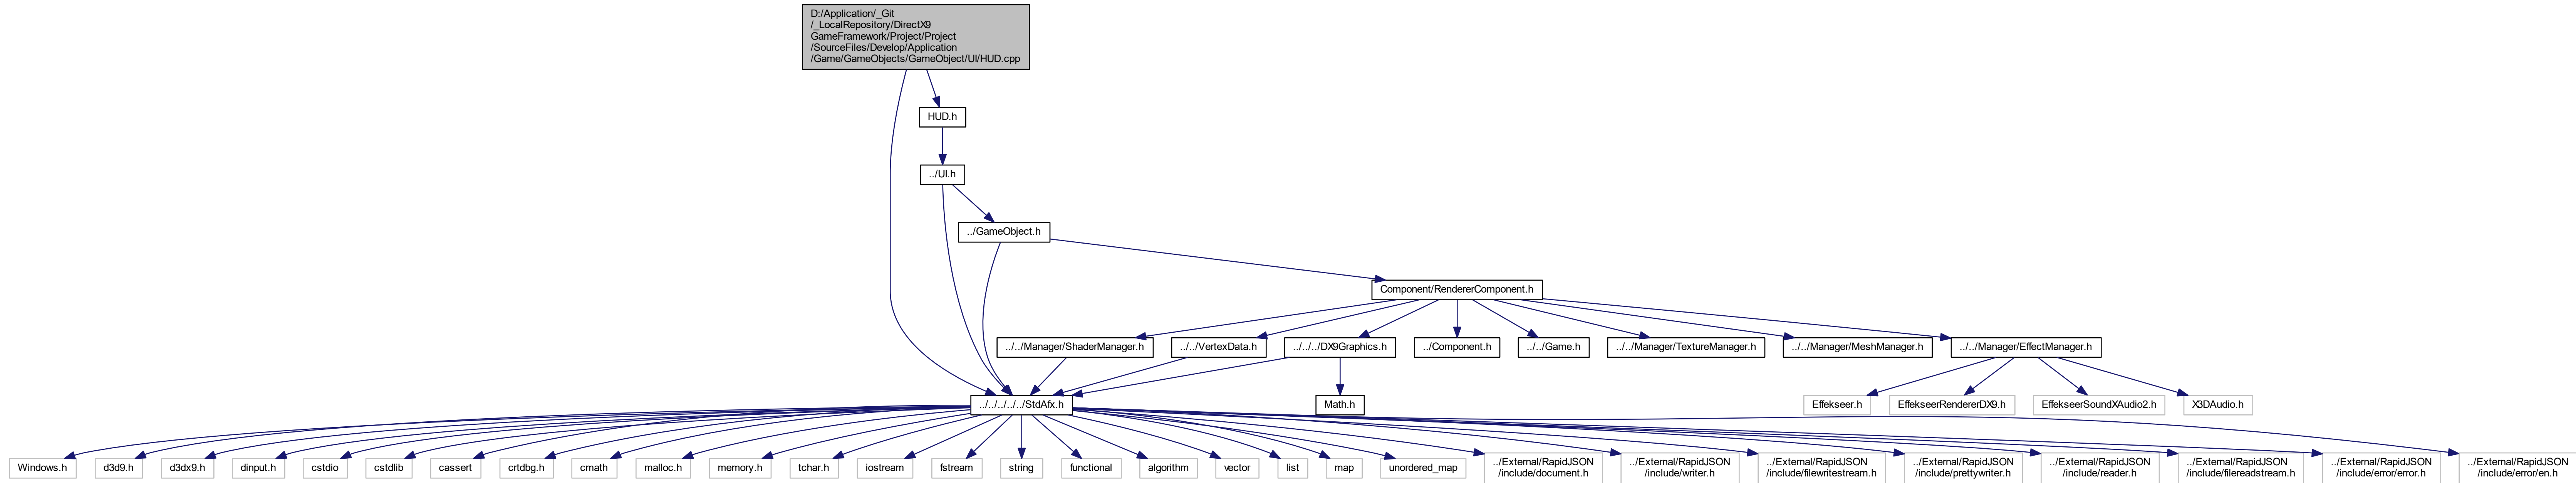 D:/Application/_Git
/_LocalRepository/DirectX9
GameFramework/Project/Project
/SourceFiles/Develop/Application
/Game/GameObjects/GameObject/UI/HUD.cpp
HUD.h
../UI.h
../GameObject.h
Component/RendererComponent.h
../../Manager/ShaderManager.h
../../VertexData.h
../../../DX9Graphics.h
../Component.h
../../Game.h
../../Manager/TextureManager.h
../../Manager/MeshManager.h
../../Manager/EffectManager.h
../../../../../StdAfx.h
Math.h
Effekseer.h
EffekseerRendererDX9.h
EffekseerSoundXAudio2.h
X3DAudio.h
Windows.h
d3d9.h
d3dx9.h
dinput.h
cstdio
cstdlib
cassert
crtdbg.h
cmath
malloc.h
memory.h
tchar.h
iostream
fstream
string
functional
algorithm
vector
list
map
unordered_map
../External/RapidJSON
/include/document.h
../External/RapidJSON
/include/writer.h
../External/RapidJSON
/include/filewritestream.h
../External/RapidJSON
/include/prettywriter.h
../External/RapidJSON
/include/reader.h
../External/RapidJSON
/include/filereadstream.h
../External/RapidJSON
/include/error/error.h
../External/RapidJSON
/include/error/en.h